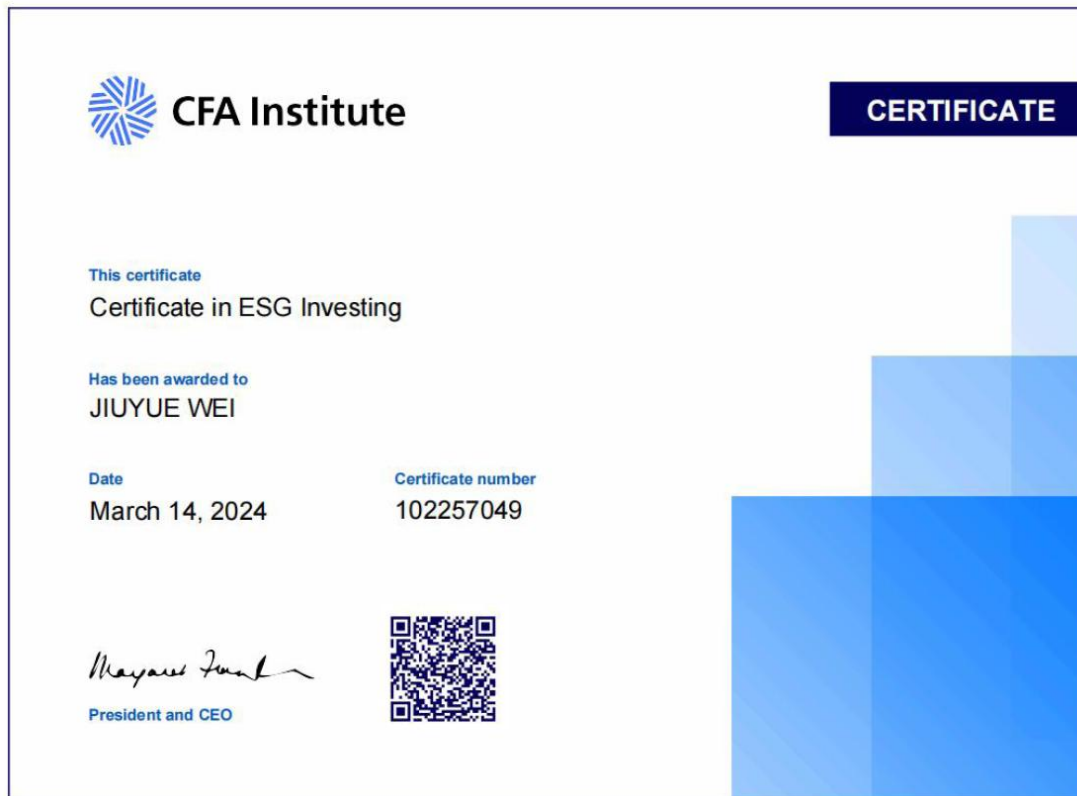 CFA Institute
CERTIFICATE
This certificate
Certificate in ESG Investing
Has been awarded to
JIUYUE WEI
Date
Certificate number
March 14, 2024
102257049
President and CEO